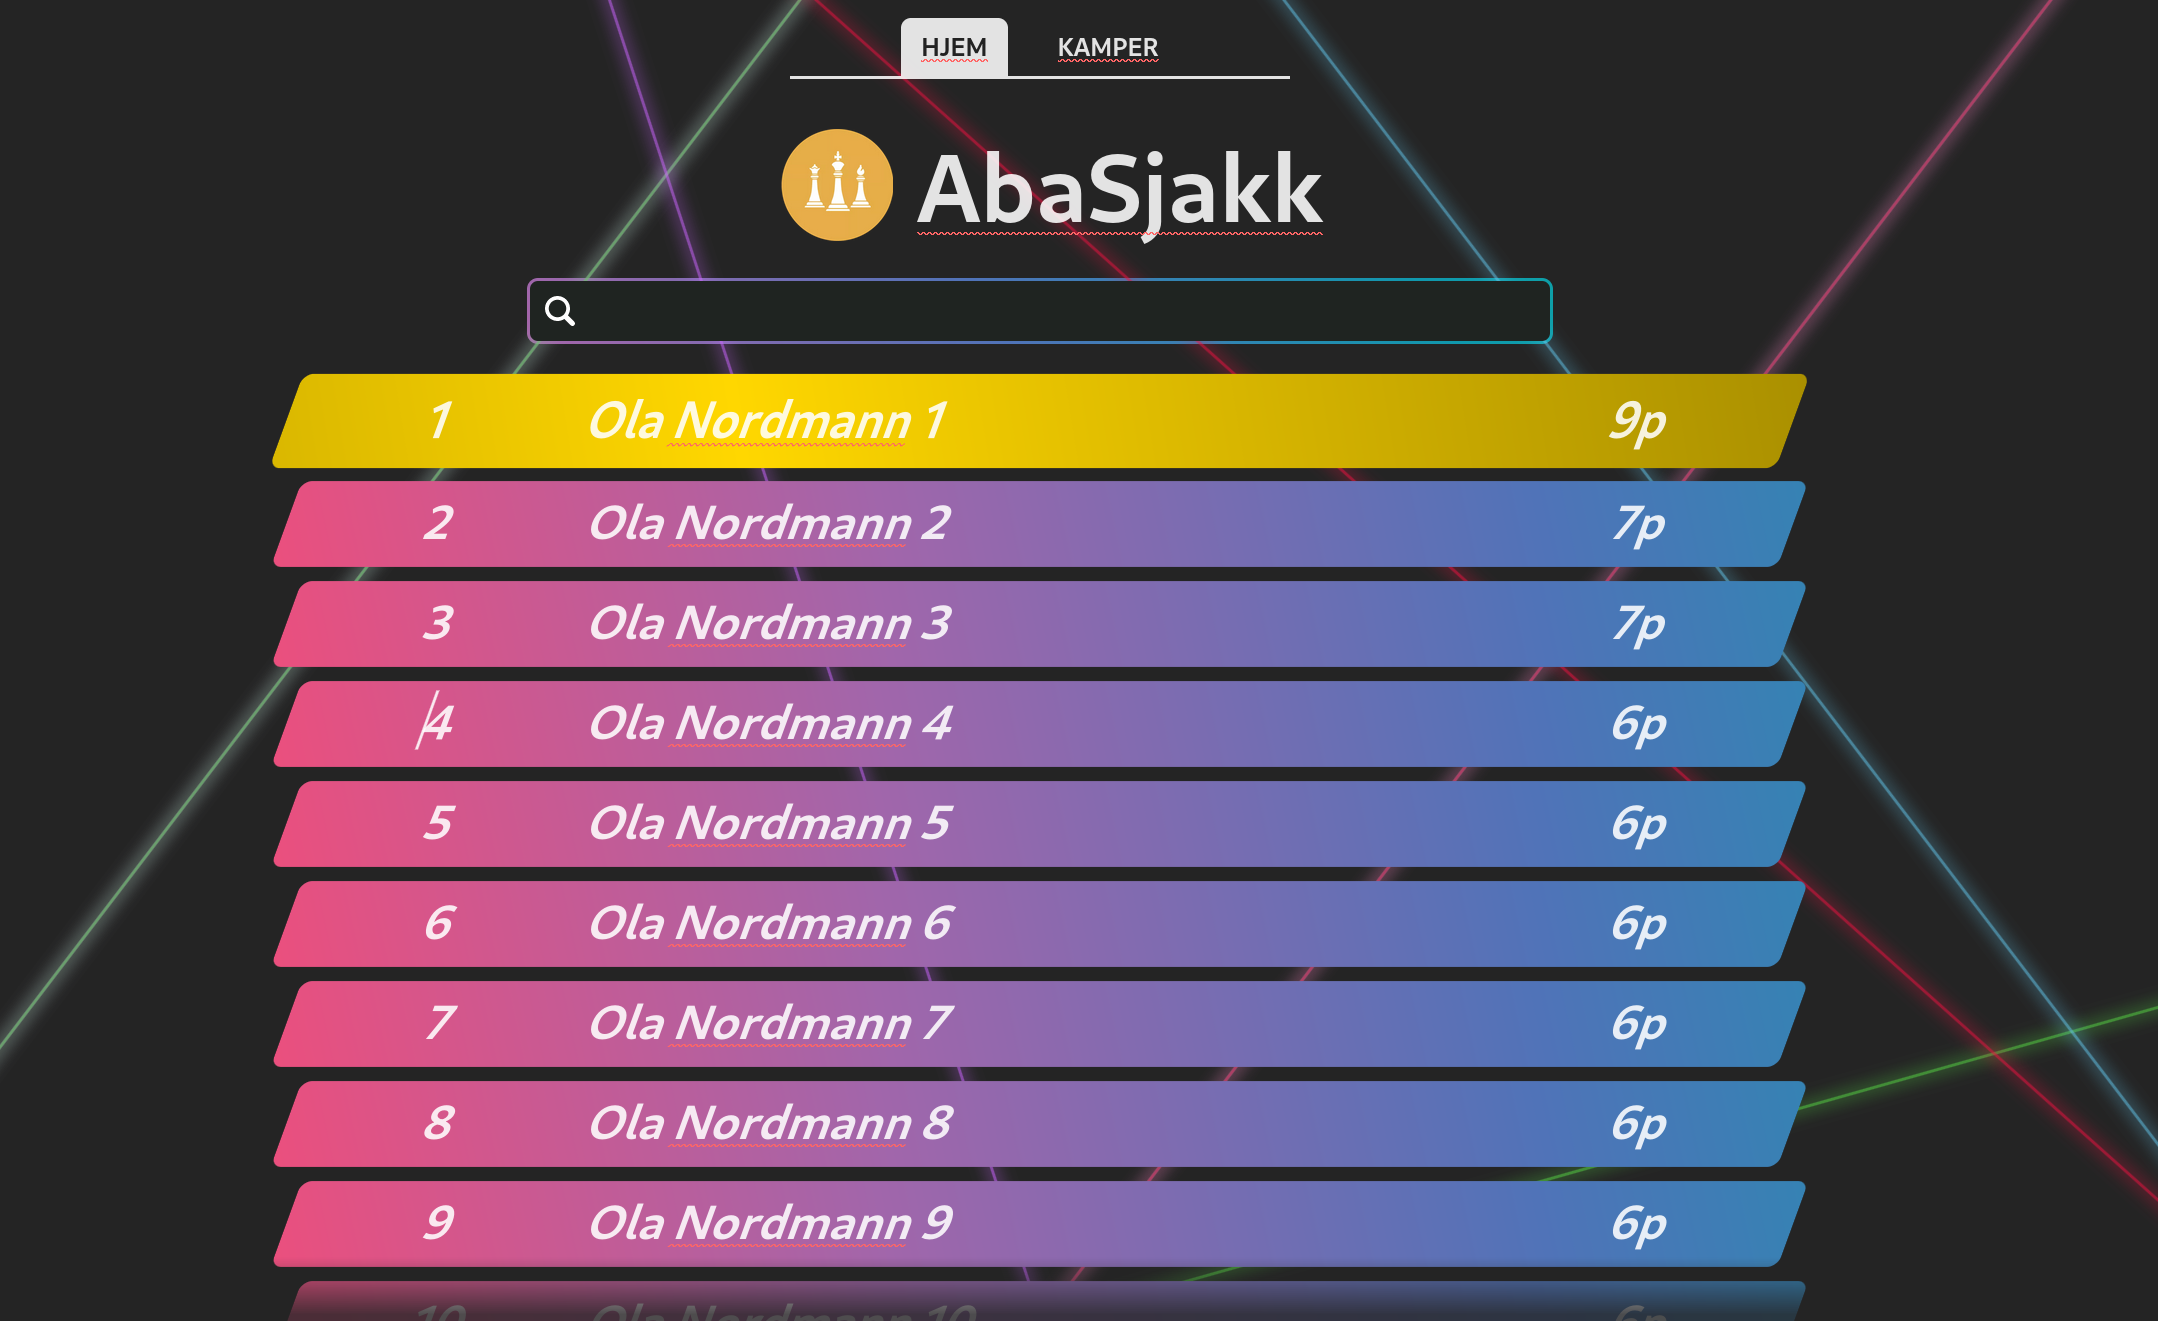 HJEM KAMPER
AbaSjakk
1 Ola Nordmann 1 9p
2 Ola Nordmann 2 7p
3 Ola Nordmann 3 7p
4 Ola Nordmann 4 6p
5 Ola Nordmann 5 6p
6 Ola Nordmann 6 6p
7 Ola Nordmann 7 6p
8 Ola Nordmann 8 6p
9 Ola Nordmann 9 6p
10 Ola Nordmann 10 6p